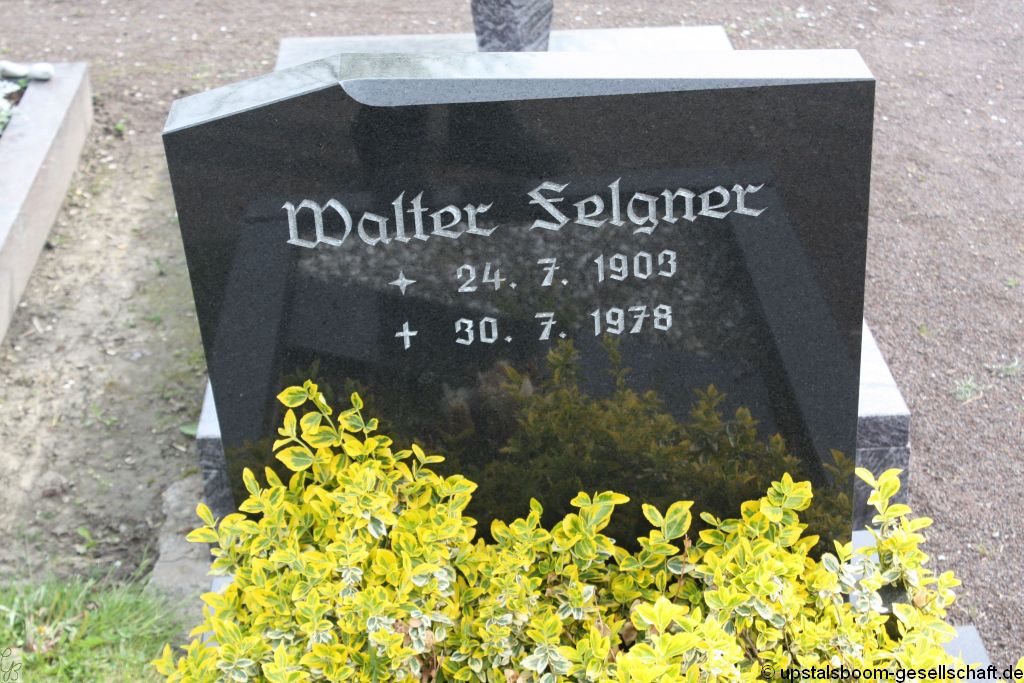 Walter Felgner
✦ 24. 7. 1903
✝ 30. 7. 1978
© upstalsboom-gesellschaft.de